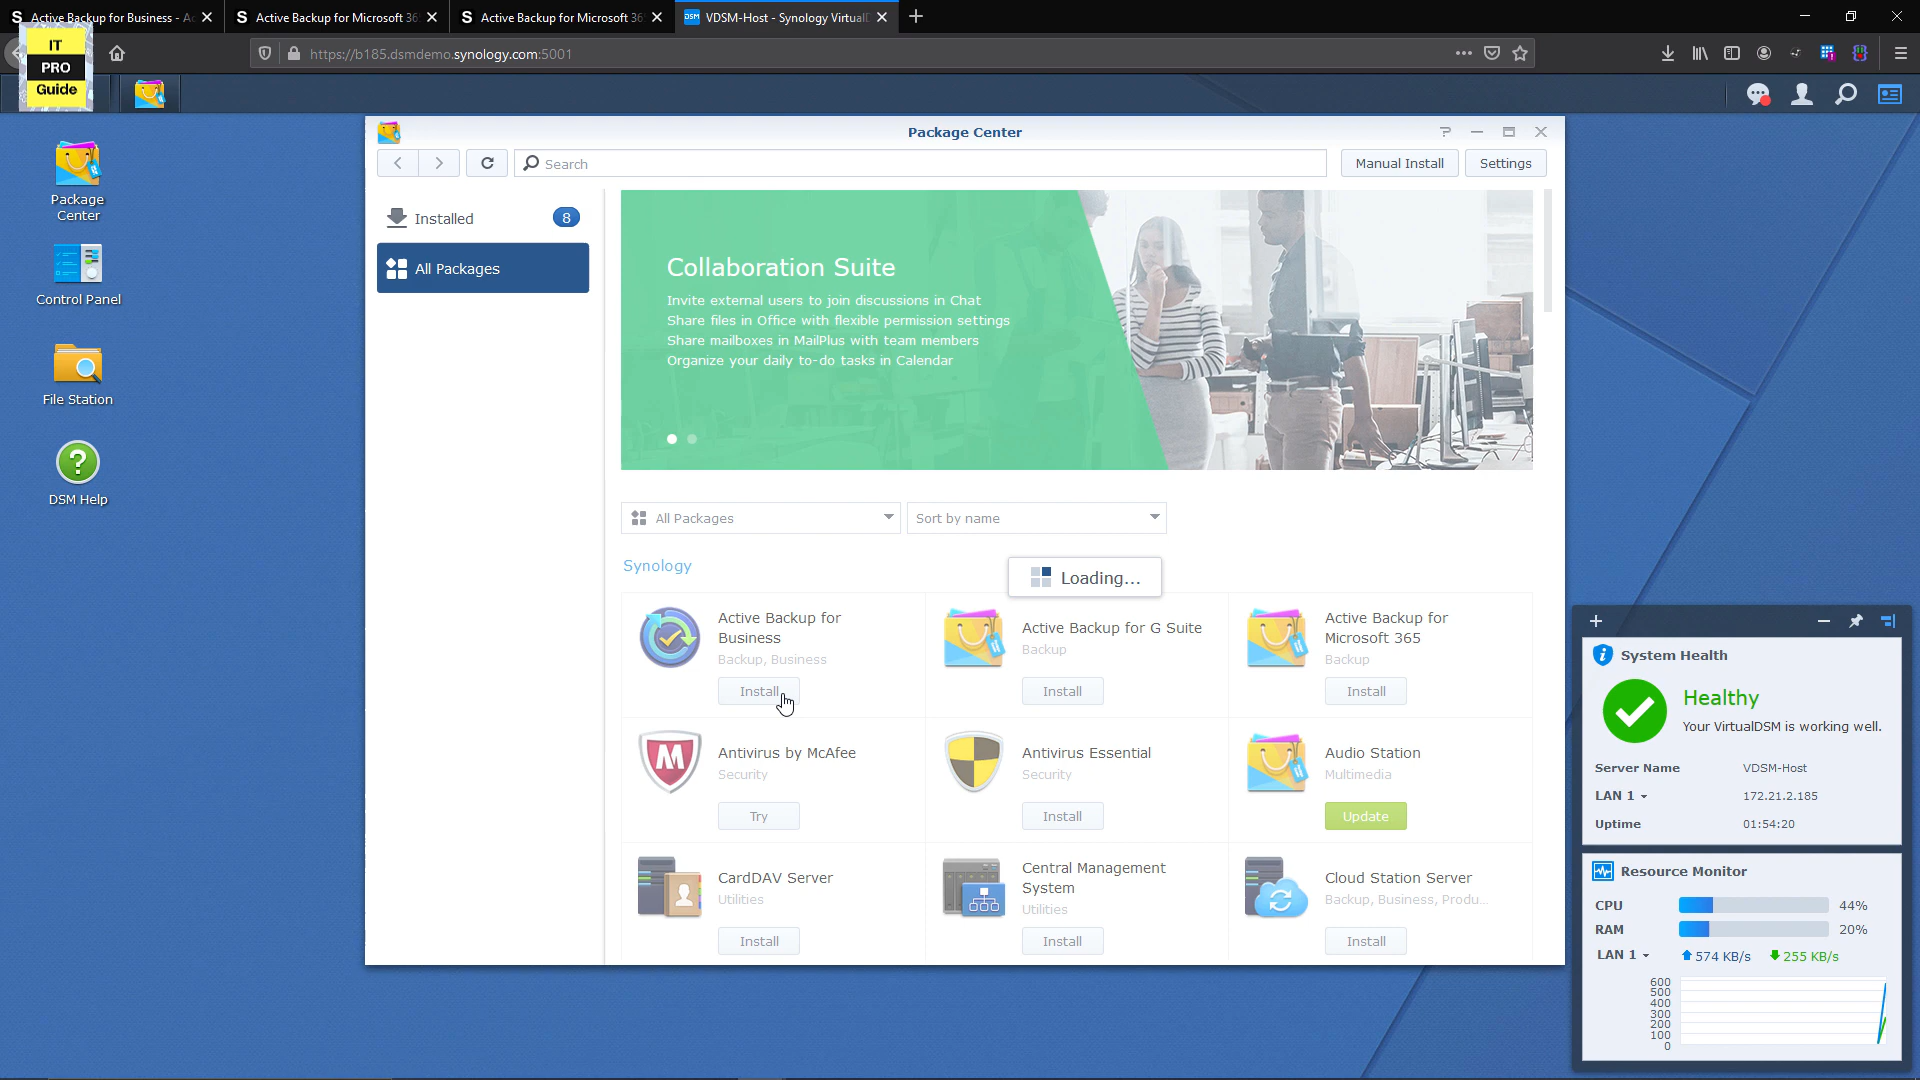 Active Backup for Business - Ac
Active Backup for Microsoft 36
Active Backup for Microsoft 36
DSM
VDSM-Host - Synology VirtualD
https://b185.dsmdemo.synology.com:5001
IT
PRO
Guide
Package
Center
Control Panel
File Station
DSM Help
Package Center
Search
Manual Install
Settings
Installed
8
All Packages
Collaboration Suite
Invite external users to join discussions in Chat
Share files in Office with flexible permission settings
Share mailboxes in MailPlus with team members
Organize your daily to-do tasks in Calendar
All Packages
Sort by name
Synology
Loading...
Active Backup for
Business
Backup, Business
Install
Active Backup for G Suite
Backup
Install
Active Backup for
Microsoft 365
Backup
Install
Antivirus by McAfee
Security
Try
Antivirus Essential
Security
Install
Audio Station
Multimedia
Update
CardDAV Server
Utilities
Install
Central Management
System
Utilities
Install
Cloud Station Server
Backup, Business, Produ...
Install
System Health
Healthy
Your VirtualDSM is working well.
Server Name VDSM-Host
LAN 1 172.21.2.185
Uptime 01:54:20
Resource Monitor
CPU 44%
RAM 20%
LAN 1 574 KB/s 255 KB/s
600
500
400
300
200
100
0